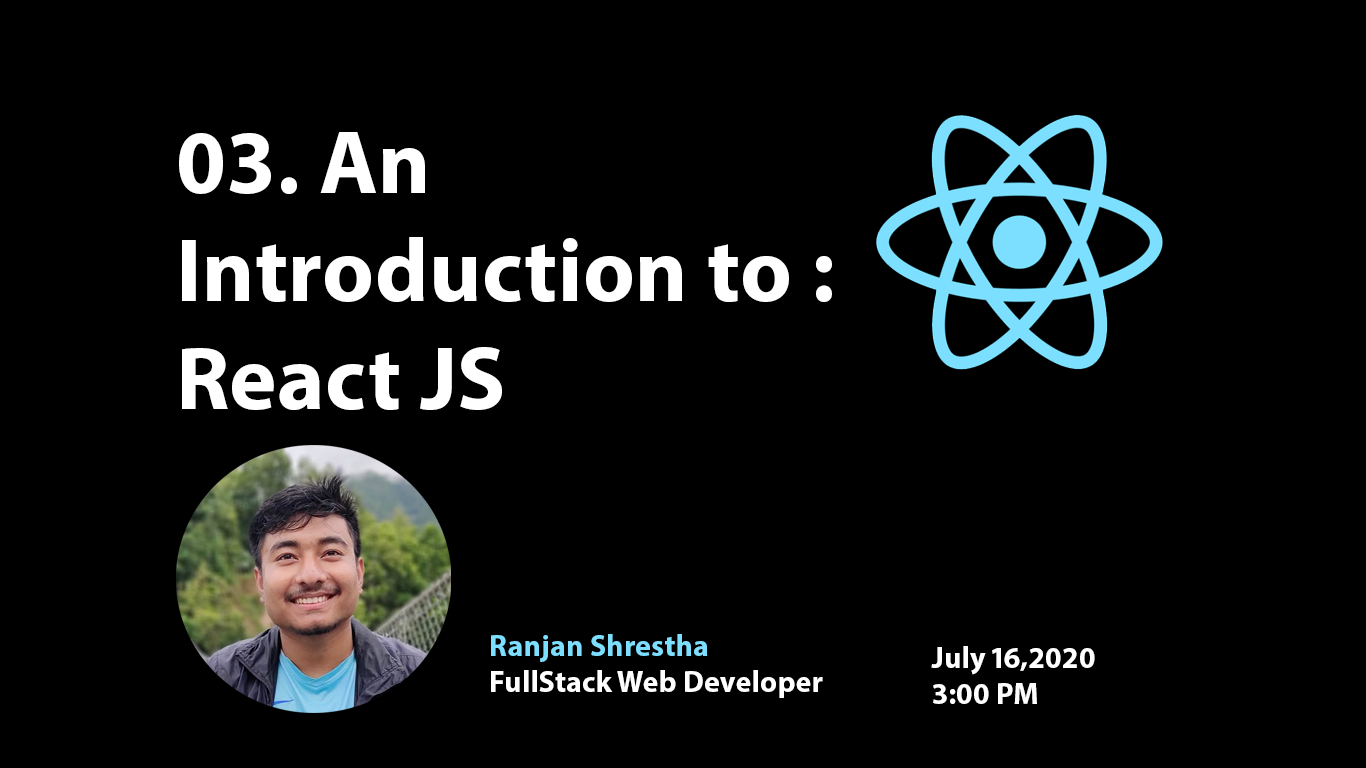 03. An
Introduction to :
React JS
Ranjan Shrestha
FullStack Web Developer
July 16,2020
3:00 PM